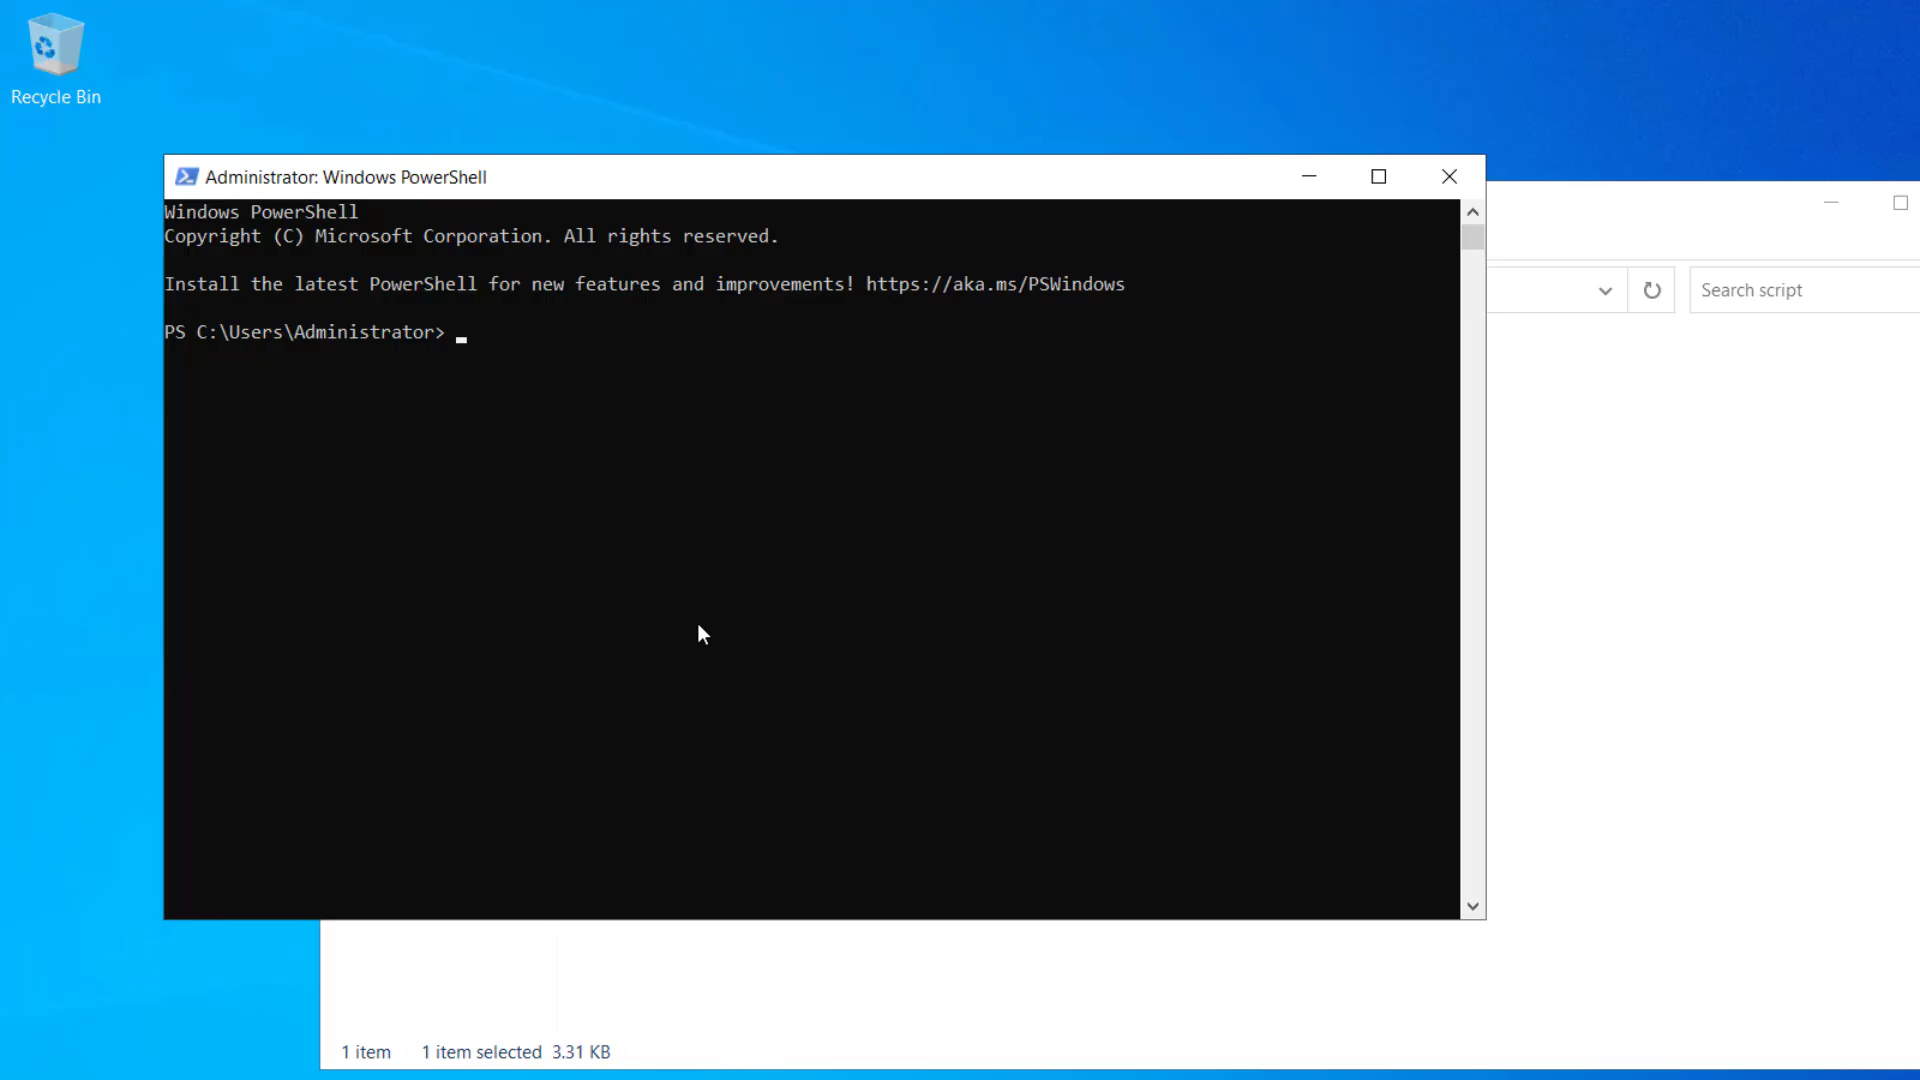 Recycle Bin
Administrator: Windows PowerShell
Windows PowerShell
Copyright (C) Microsoft Corporation. All rights reserved.
Install the latest PowerShell for new features and improvements! https://aka.ms/PSWindows
PS C:\Users\Administrator>
Search script
1 item 1 item selected 3.31 KB